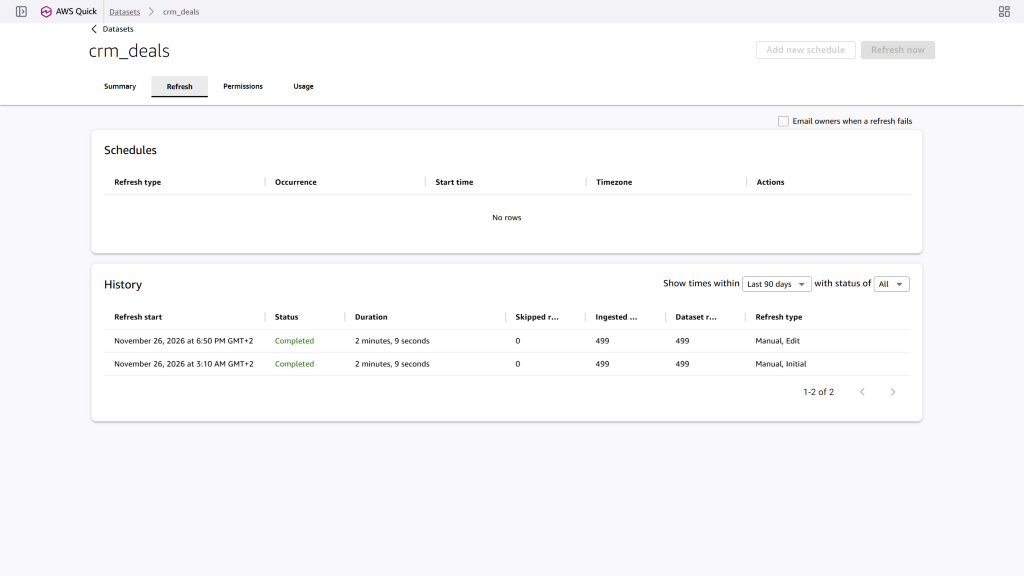 AWS Quick Datasets crm_deals
Datasets
crm_deals
Add new schedule Refresh now
Summary Refresh Permissions Usage
Email owners when a refresh fails
Schedules
Refresh type Occurrence Start time Timezone Actions
No rows
History
Show times within Last 90 days with status of All
Refresh start Status Duration Skipped r... Ingested ... Dataset r... Refresh type
November 26, 2026 at 6:50 PM GMT+2 Completed 2 minutes, 9 seconds 0 499 499 Manual, Edit
November 26, 2026 at 3:10 AM GMT+2 Completed 2 minutes, 9 seconds 0 499 499 Manual, Initial
1-2 of 2